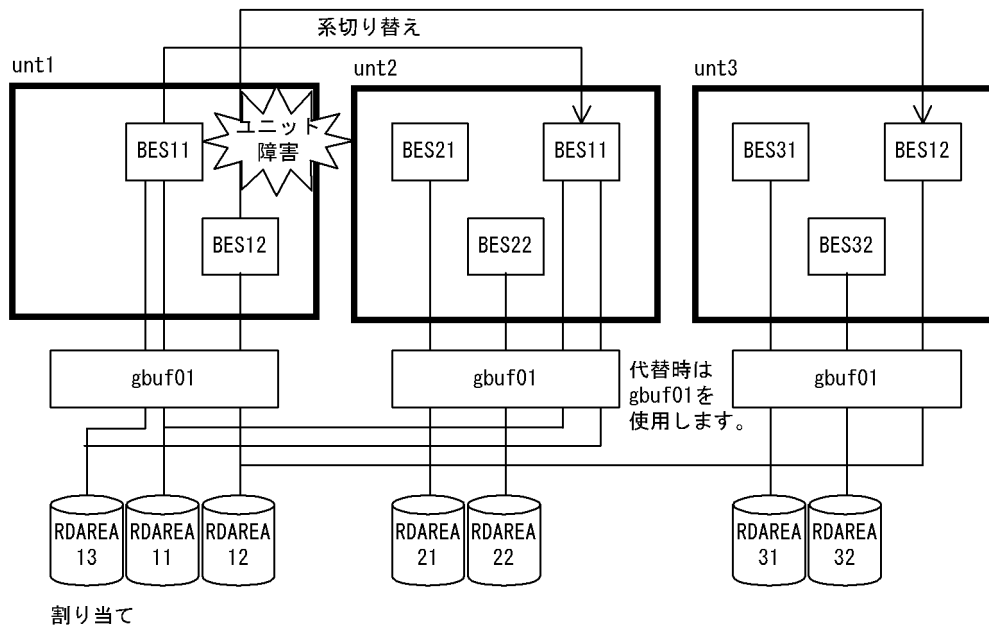 系切り替え
unt1
unt2
unt3
BES11
ユニット
障害
BES12
BES21
BES11
BES22
BES31
BES12
BES32
gbuf01
gbuf01
代替時は
gbuf01を
使用します。
gbuf01
RDAREA
13
RDAREA
11
RDAREA
12
RDAREA
21
RDAREA
22
RDAREA
31
RDAREA
32
割り当て